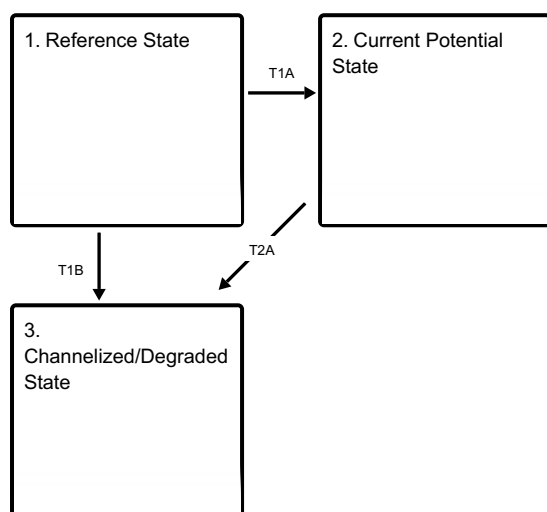 1. Reference State
2. Current Potential
State
T1A
T1B
T2A
3.
Channelized/Degraded
State